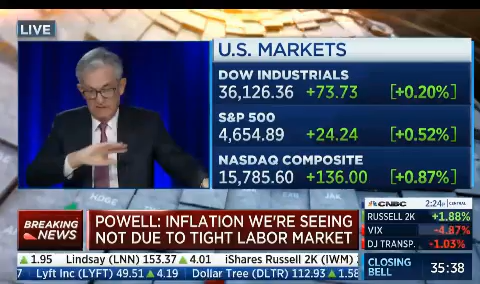 LIVE
U.S. MARKETS
DOW INDUSTRIALS
36,126.36 +73.73 [+0.20%]
S&P 500
4,654.89 +24.24 [+0.52%]
NASDAQ COMPOSITE
15,785.60 +136.00 [+0.87%]
BREAKING NEWS
POWELL: INFLATION WE'RE SEEING
NOT DUE TO TIGHT LABOR MARKET
CNBC 2:24P CENTRAL
RUSSELL 2K +1.88%
VIX -4.87%
DJ TRANSP. -1.03%
CLOSING
BELL
35:38
▲ 1.95 Lindsay (LNN) 153.37 ▲ 4.01 iShares Russell 2K (IWM)
7 Lyft Inc (LYFT) 49.51 ▲ 4.19 Dollar Tree (DLTR) 112.93 ▲ 1.58